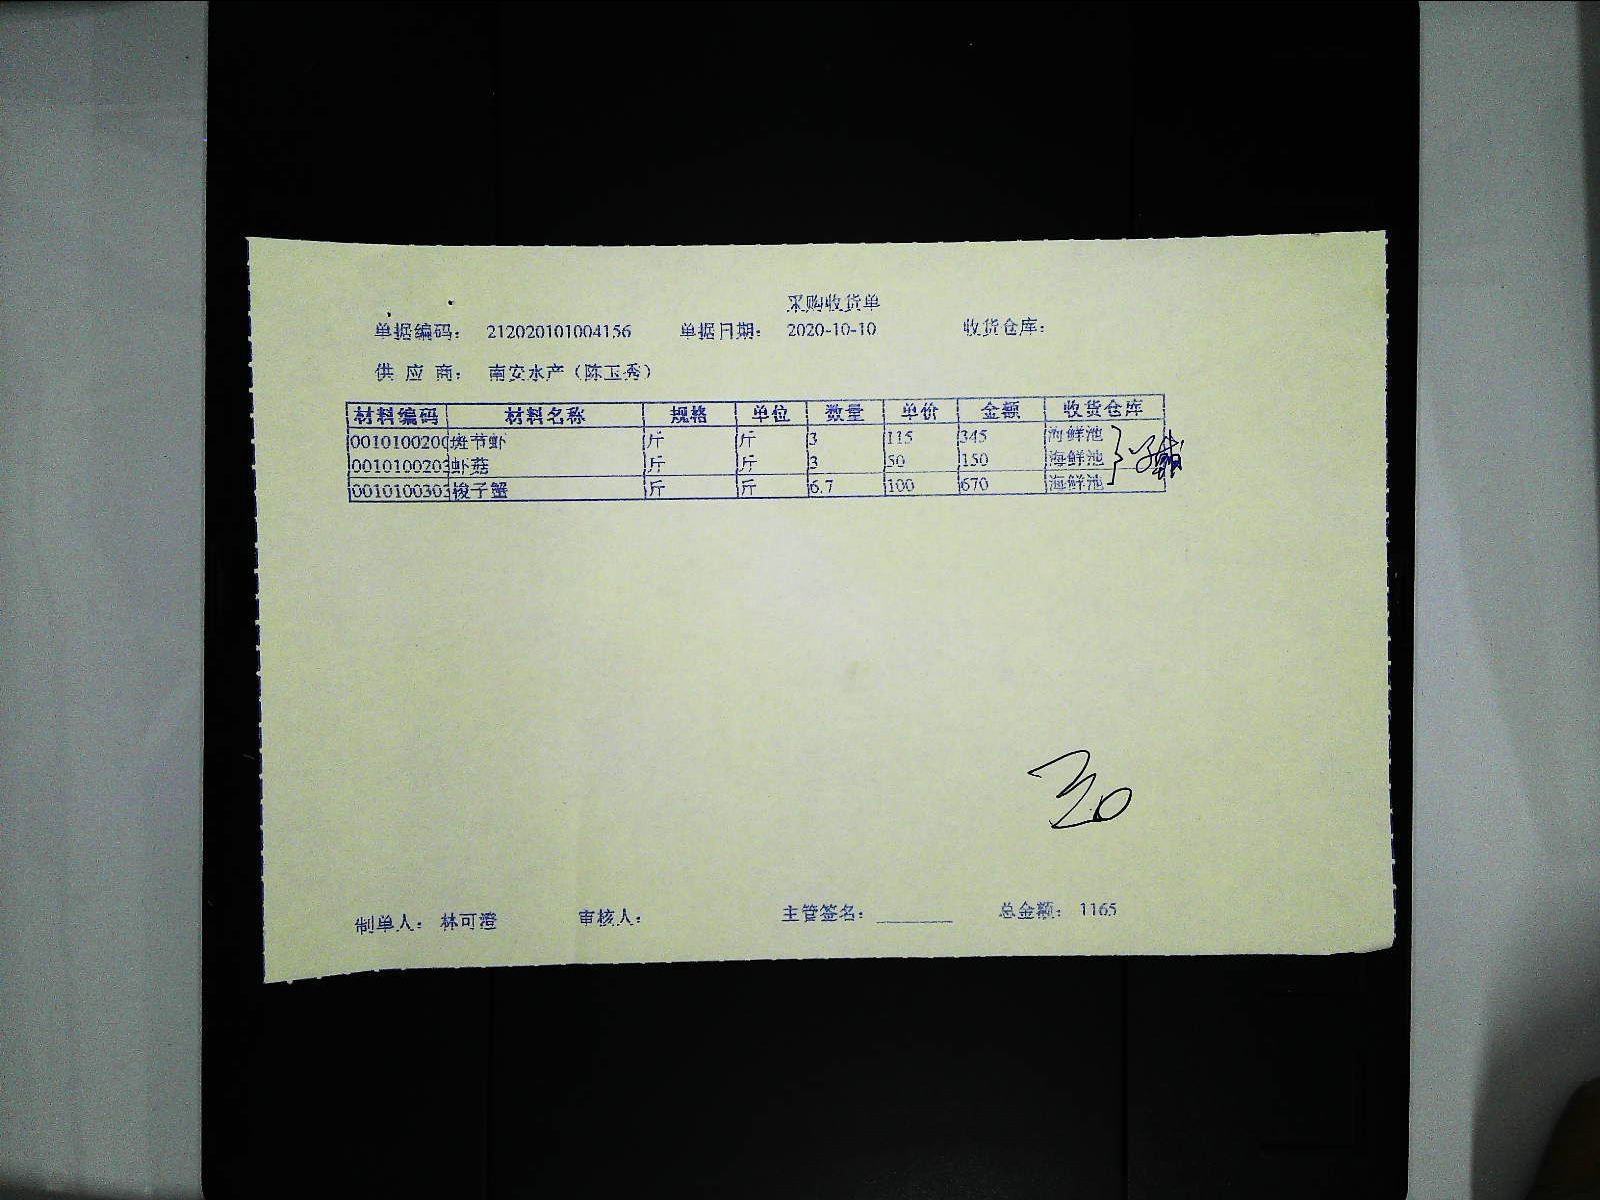 采购收货单
单据编码： 212020101004156 单据日期： 2020-10-10 收货仓库：
供 应 商： 南安水产（陈玉秀）
材料编码 材料名称 规格 单位 数量 单价 金额 收货仓库
001010020 斑节虾 斤 斤 3 115 345 海鲜池
001010020 虾菇 斤 斤 3 50 150 海鲜池
001010030 梭子蟹 斤 斤 6.7 100 670 海鲜池
制单人： 林可澄 审核人： 主管签名： 总金额： 1165